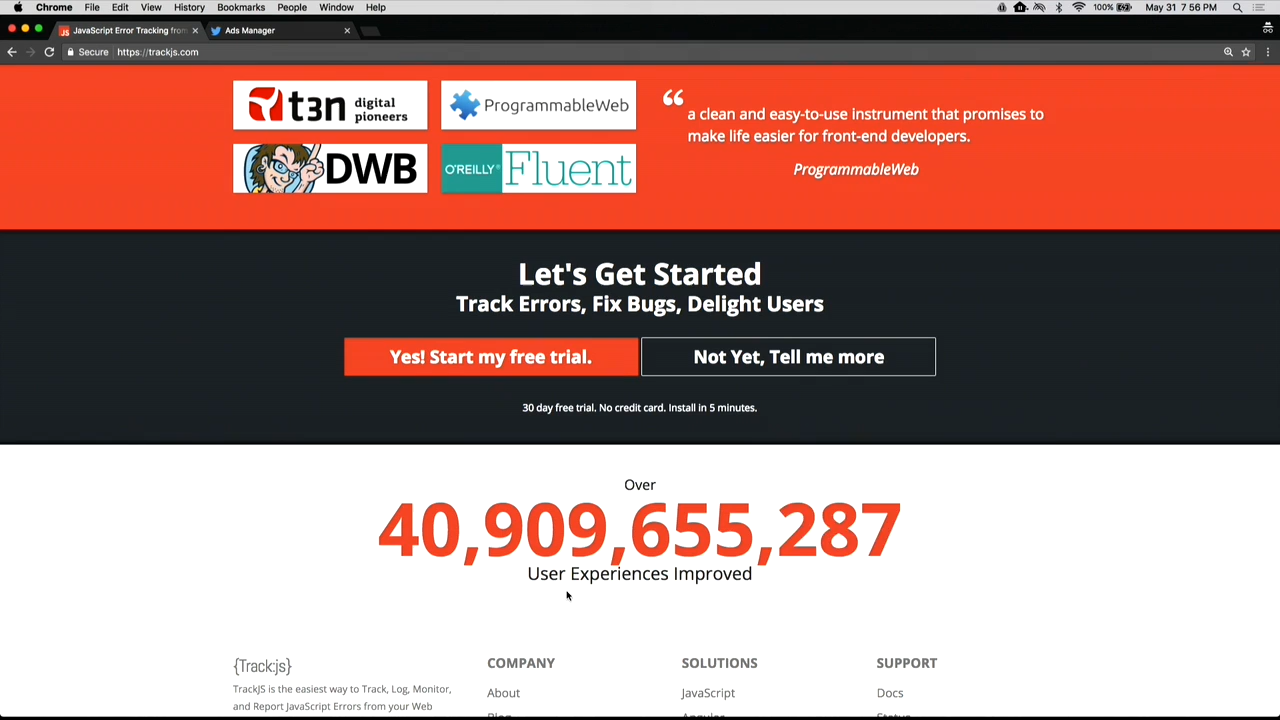 Chrome File Edit View History Bookmarks People Window Help 100% May 31 7:56 PM
JavaScript Error Tracking from Ads Manager
Secure https://trackjs.com
t3n digital pioneers
ProgrammableWeb
DWB
O'REILLY® Fluent
“
a clean and easy-to-use instrument that promises to
make life easier for front-end developers.
ProgrammableWeb
Let's Get Started
Track Errors, Fix Bugs, Delight Users
Yes! Start my free trial. Not Yet, Tell me more
30 day free trial. No credit card. Install in 5 minutes.
Over
40,909,655,287
User Experiences Improved
{Track:js} COMPANY SOLUTIONS SUPPORT
TrackJS is the easiest way to Track, Log, Monitor,
and Report JavaScript Errors from your Web
About JavaScript Docs